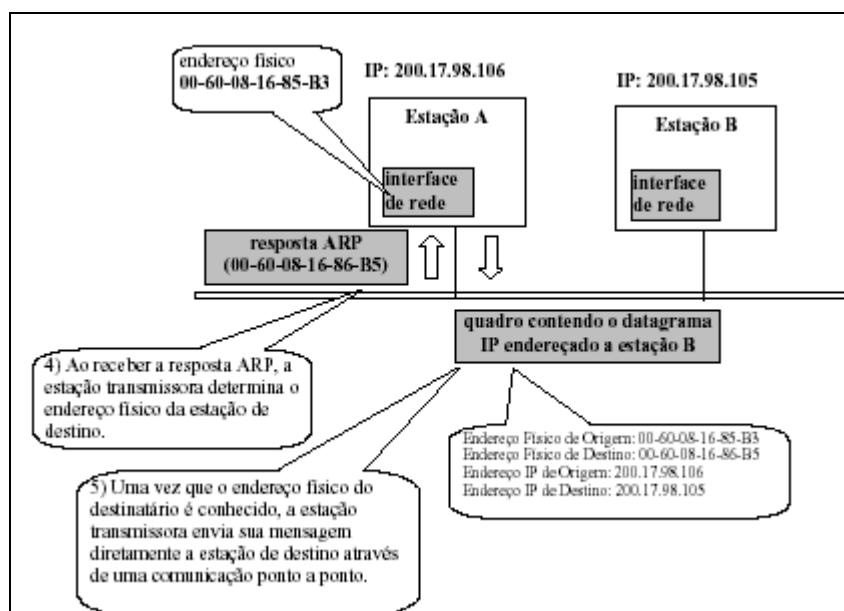 endereço físico
00-60-08-16-85-B3
IP: 200.17.98.106
IP: 200.17.98.105
Estação A
Estação B
interface
de rede
interface
de rede
resposta ARP
(00-60-08-16-86-B5)
quadro contendo o datagrama
IP endereçado a estação B
4) Ao receber a resposta ARP, a
estação transmissora determina o
endereço físico da estação de
destino.
Endereço Físico de Origem: 00-60-08-16-85-B3
Endereço Físico de Destino: 00-60-08-16-86-B5
Endereço IP de Origem: 200.17.98.106
Endereço IP de Destino: 200.17.98.105
5) Uma vez que o endereço físico do
destinatário é conhecido, a estação
transmissora envia sua mensagem
diretamente a estação de destino através
de uma comunicação ponto a ponto.